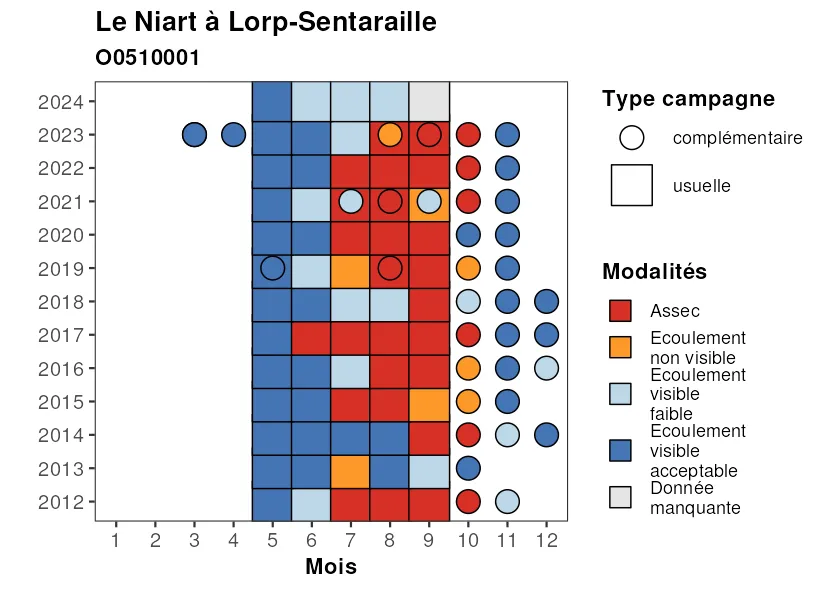 Le Niart à Lorp-Sentaraille
O0510001
2024
2023
2022
2021
2020
2019
2018
2017
2016
2015
2014
2013
2012
1 2 3 4 5 6 7 8 9 10 11 12
Mois
Type campagne
complémentaire
usuelle
Modalités
Assec
Ecoulement
non visible
Ecoulement
visible
faible
Ecoulement
visible
acceptable
Donnée
manquante